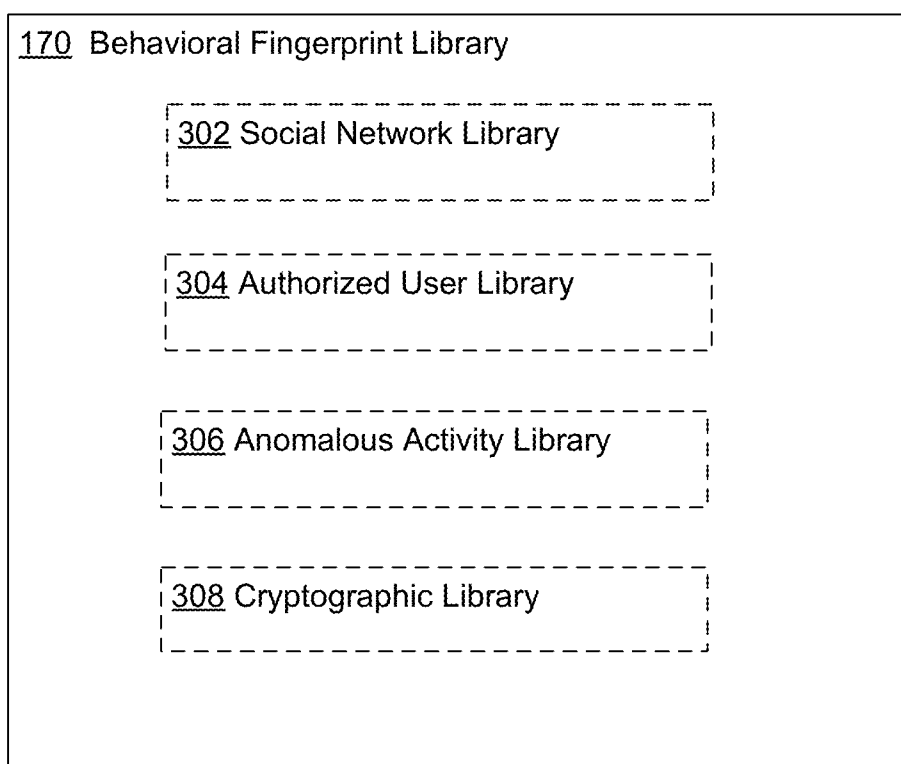 170 Behavioral Fingerprint Library
302 Social Network Library
304 Authorized User Library
306 Anomalous Activity Library
308 Cryptographic Library